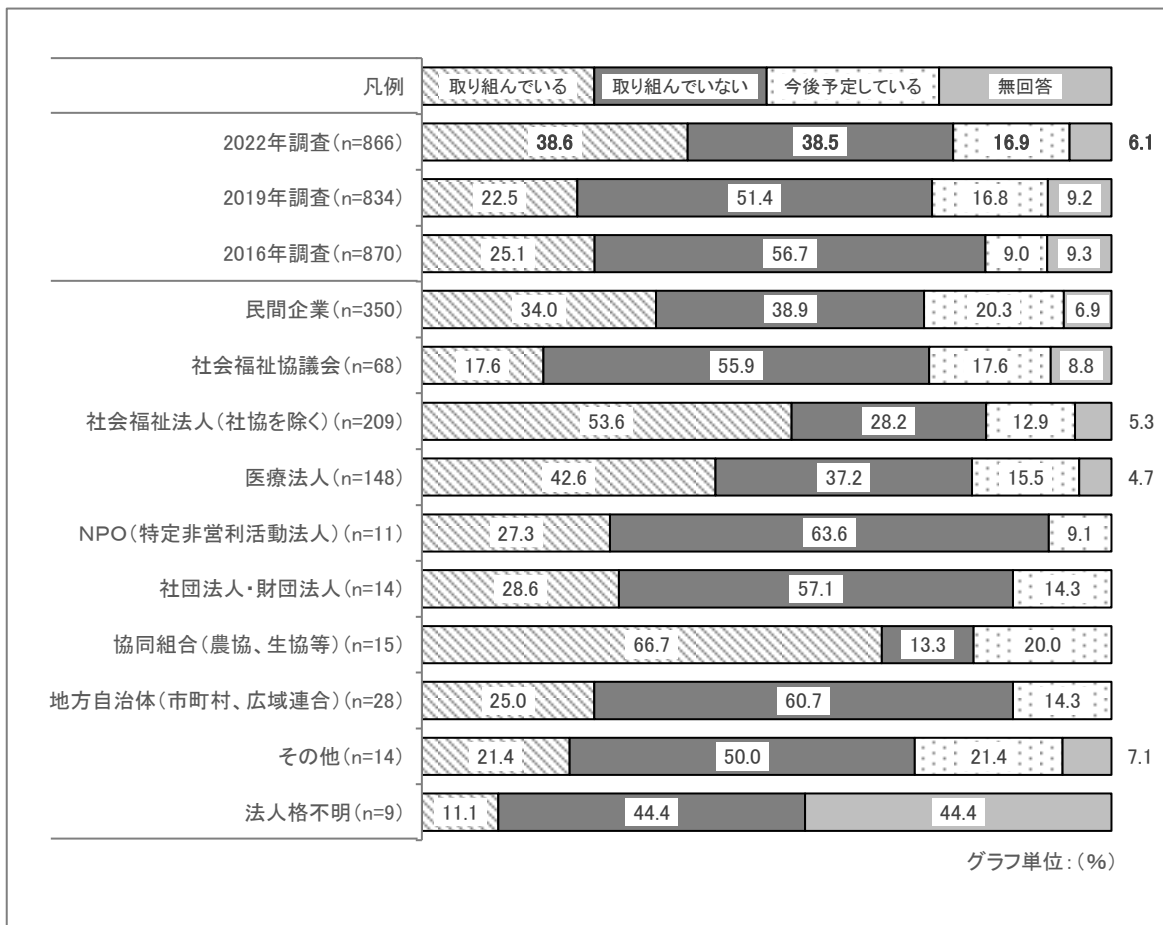 凡例 取り組んでいる 取り組んでいない 今後予定している 無回答
2022年調査(n=866) 38.6 38.5 16.9 6.1
2019年調査(n=834) 22.5 51.4 16.8 9.2
2016年調査(n=870) 25.1 56.7 9.0 9.3
民間企業(n=350) 34.0 38.9 20.3 6.9
社会福祉協議会(n=68) 17.6 55.9 17.6 8.8
社会福祉法人(社協を除く)(n=209) 53.6 28.2 12.9 5.3
医療法人(n=148) 42.6 37.2 15.5 4.7
NPO(特定非営利活動法人)(n=11) 27.3 63.6 9.1
社団法人・財団法人(n=14) 28.6 57.1 14.3
協同組合(農協、生協等)(n=15) 66.7 13.3 20.0
地方自治体(市町村、広域連合)(n=28) 25.0 60.7 14.3
その他(n=14) 21.4 50.0 21.4 7.1
法人格不明(n=9) 11.1 44.4 44.4
グラフ単位:(%)